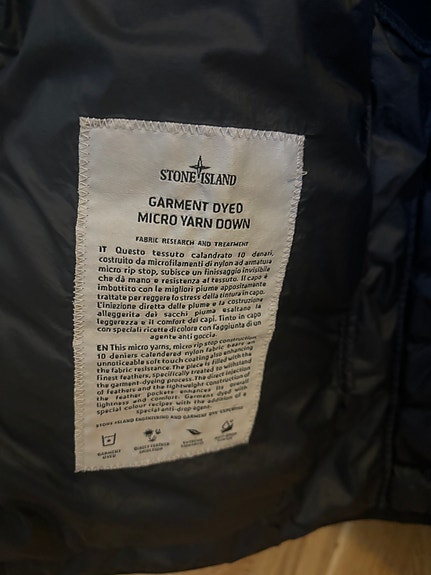 STONE ISLAND
GARMENT DYED
MICRO YARN DOWN
FABRIC RESEARCH AND TREATMENT
IT Questo tessuto calandrato 10 denari,
costruito da microfilamenti di nylon ad armatura
micro rip stop, subisce un finissaggio invisibile
che dà mano e resistenza al tessuto. Il capo è
imbottito con le migliori piume appositamente
trattate per reggere lo stress della tintura in capo.
L'iniezione diretta delle piume e la costruzione
alleggerita dei sacchi piuma esaltano la
leggerezza e il comfort dei capi. Tinto in capo
con speciali ricette di colore con l'aggiunta di un
agente anti goccia.
EN This micro yarns, micro rip stop construction
10 deniers calendered nylon fabric bears an
unnoticeable soft touch coating also enhancing
the fabric resistance. The piece is filled with the
finest feathers, specifically treated to withstand
the garment-dyeing process. The direct injection
of feathers and the lightweight construction of
the feather pockets enhances its overall
lightness and comfort. Garment dyed with
special colour recipes with the addition of a
special anti-drop agent.
STONE ISLAND ENGINEERING AND GARMENT DYE EXPERTISE
GARMENT
DYED
DIRECT FEATHER
INJECTION